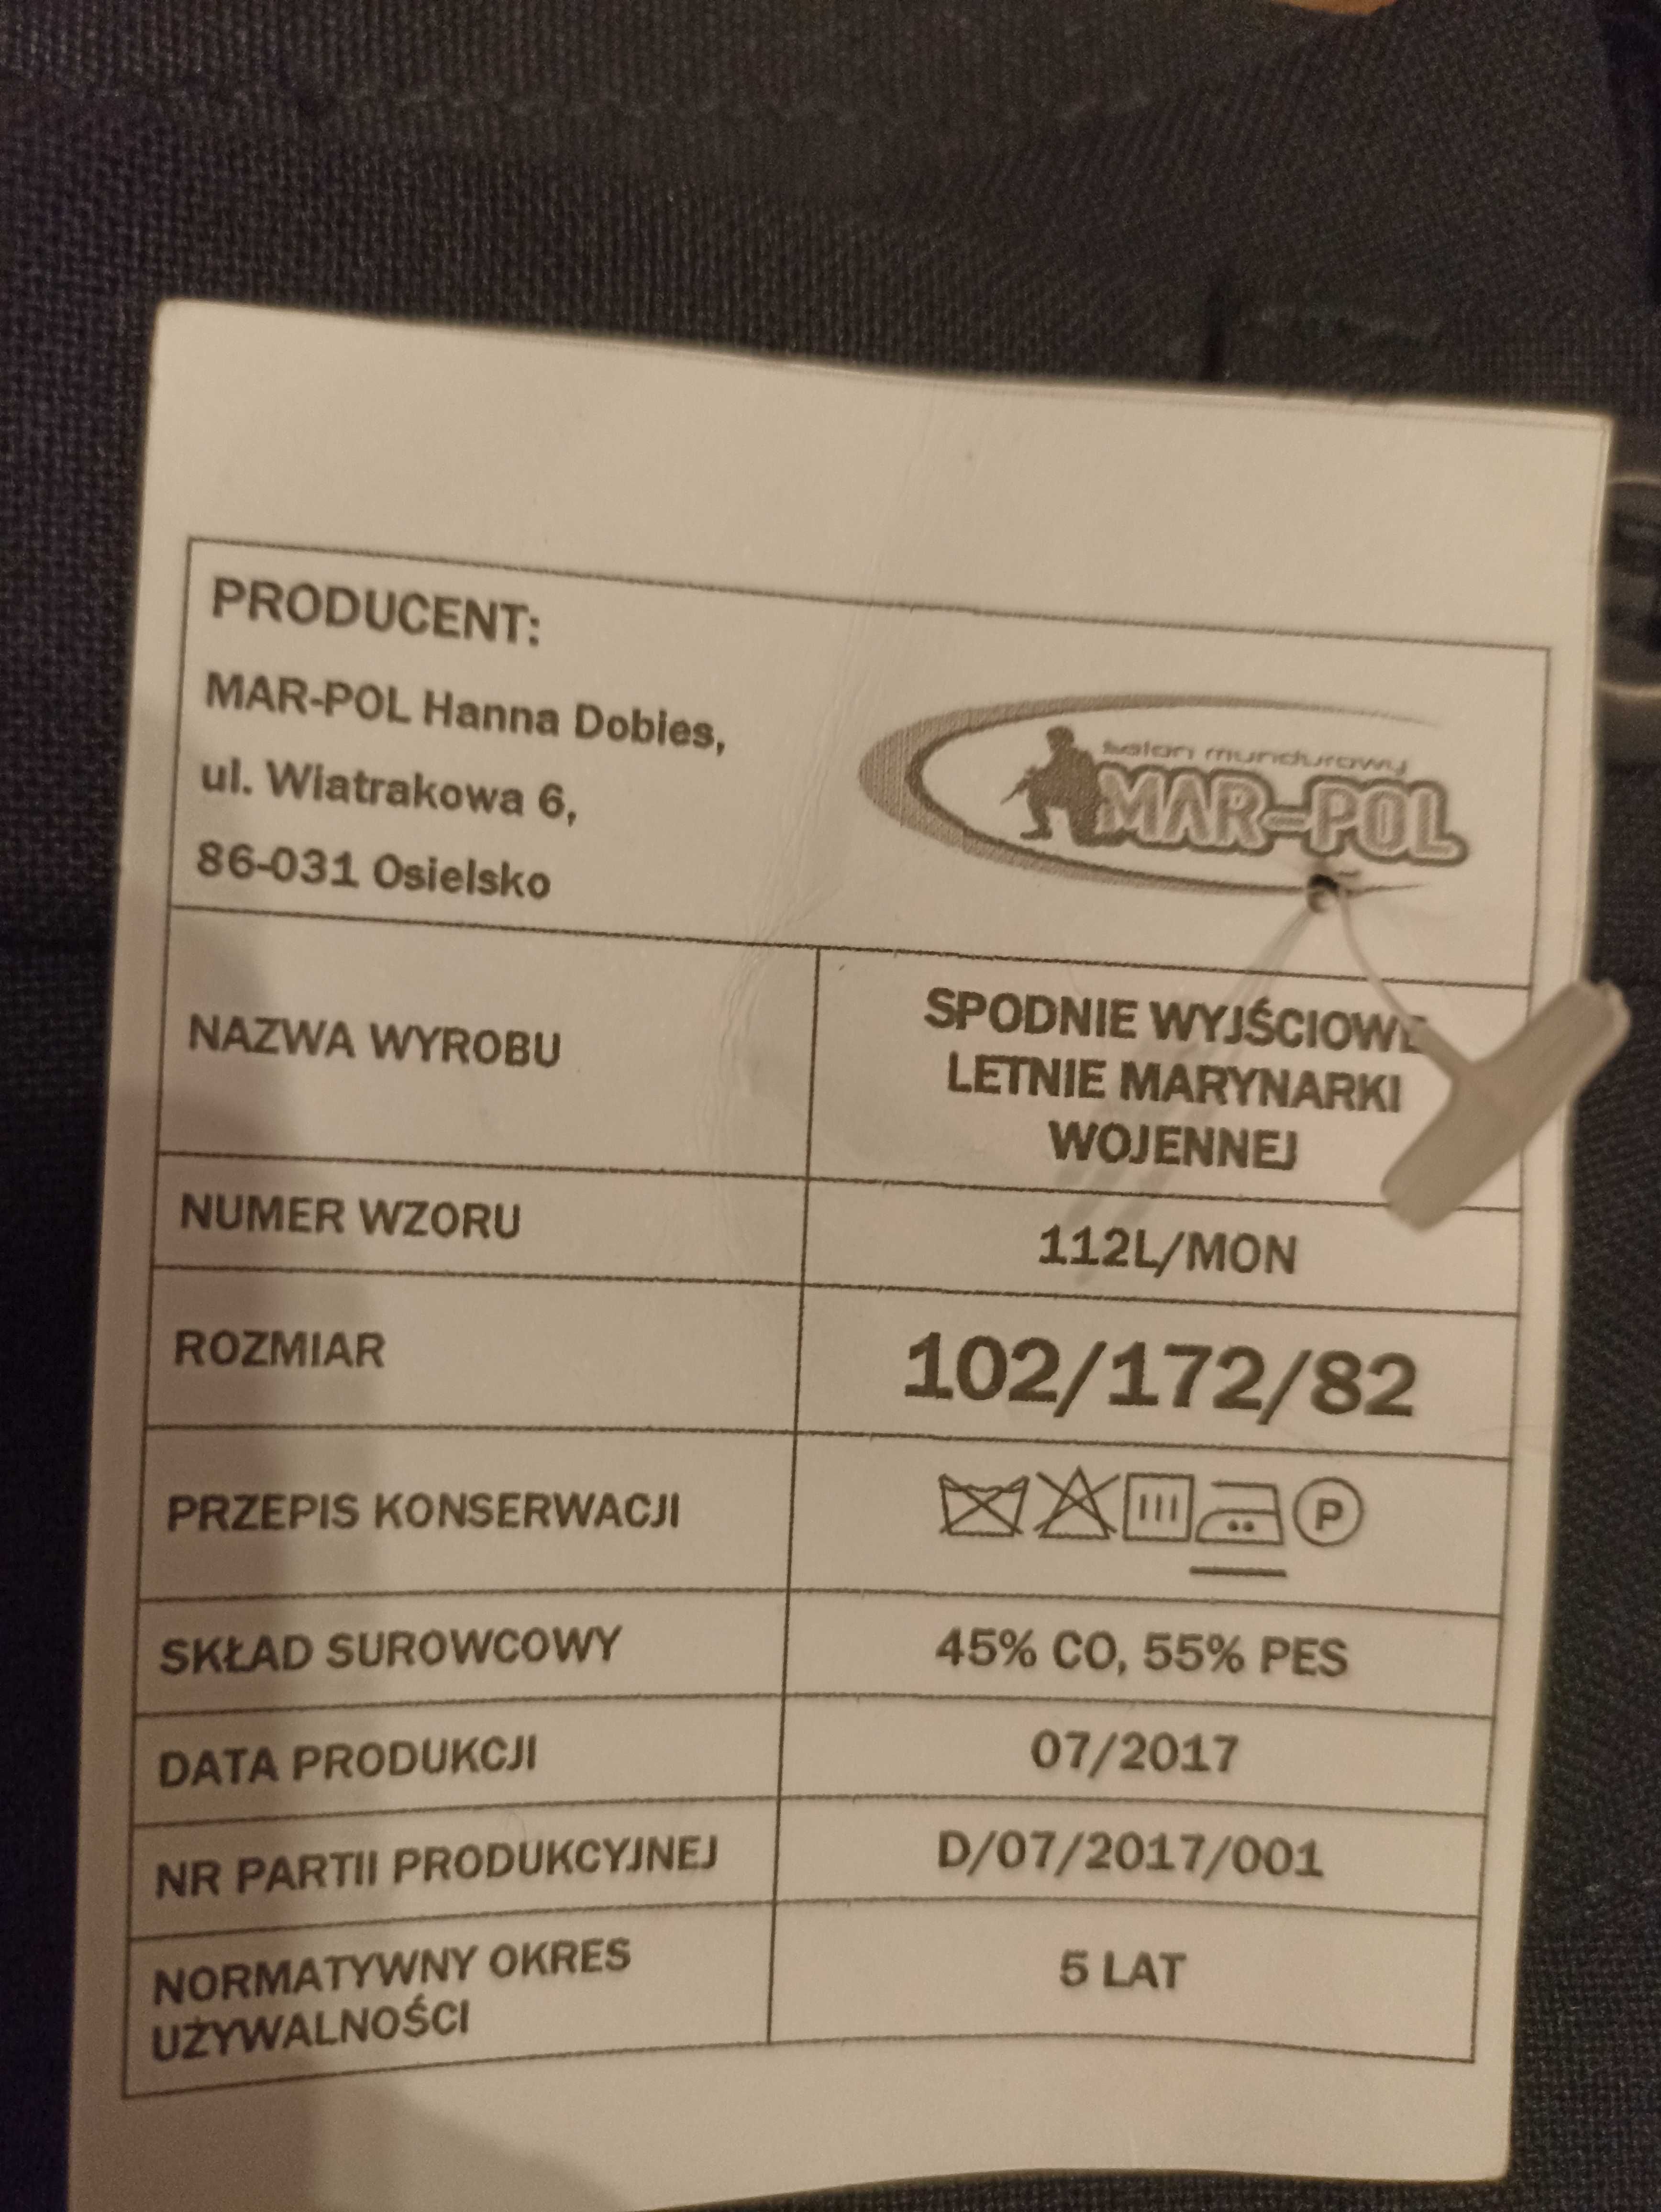 PRODUCENT:
MAR-POL Hanna Dobies,
ul. Wiatrakowa 6,
86-031 Osielsko
salon mundurowy
MAR-POL
NAZWA WYROBU
SPODNIE WYJŚCIOWE
LETNIE MARYNARKI
WOJENNEJ
NUMER WZORU
112L/MON
ROZMIAR
102/172/82
PRZEPIS KONSERWACJI
P
SKŁAD SUROWCOWY
45% CO, 55% PES
DATA PRODUKCJI
07/2017
NR PARTII PRODUKCYJNEJ
D/07/2017/001
NORMATYWNY OKRES
UŻYWALNOŚCI
5 LAT